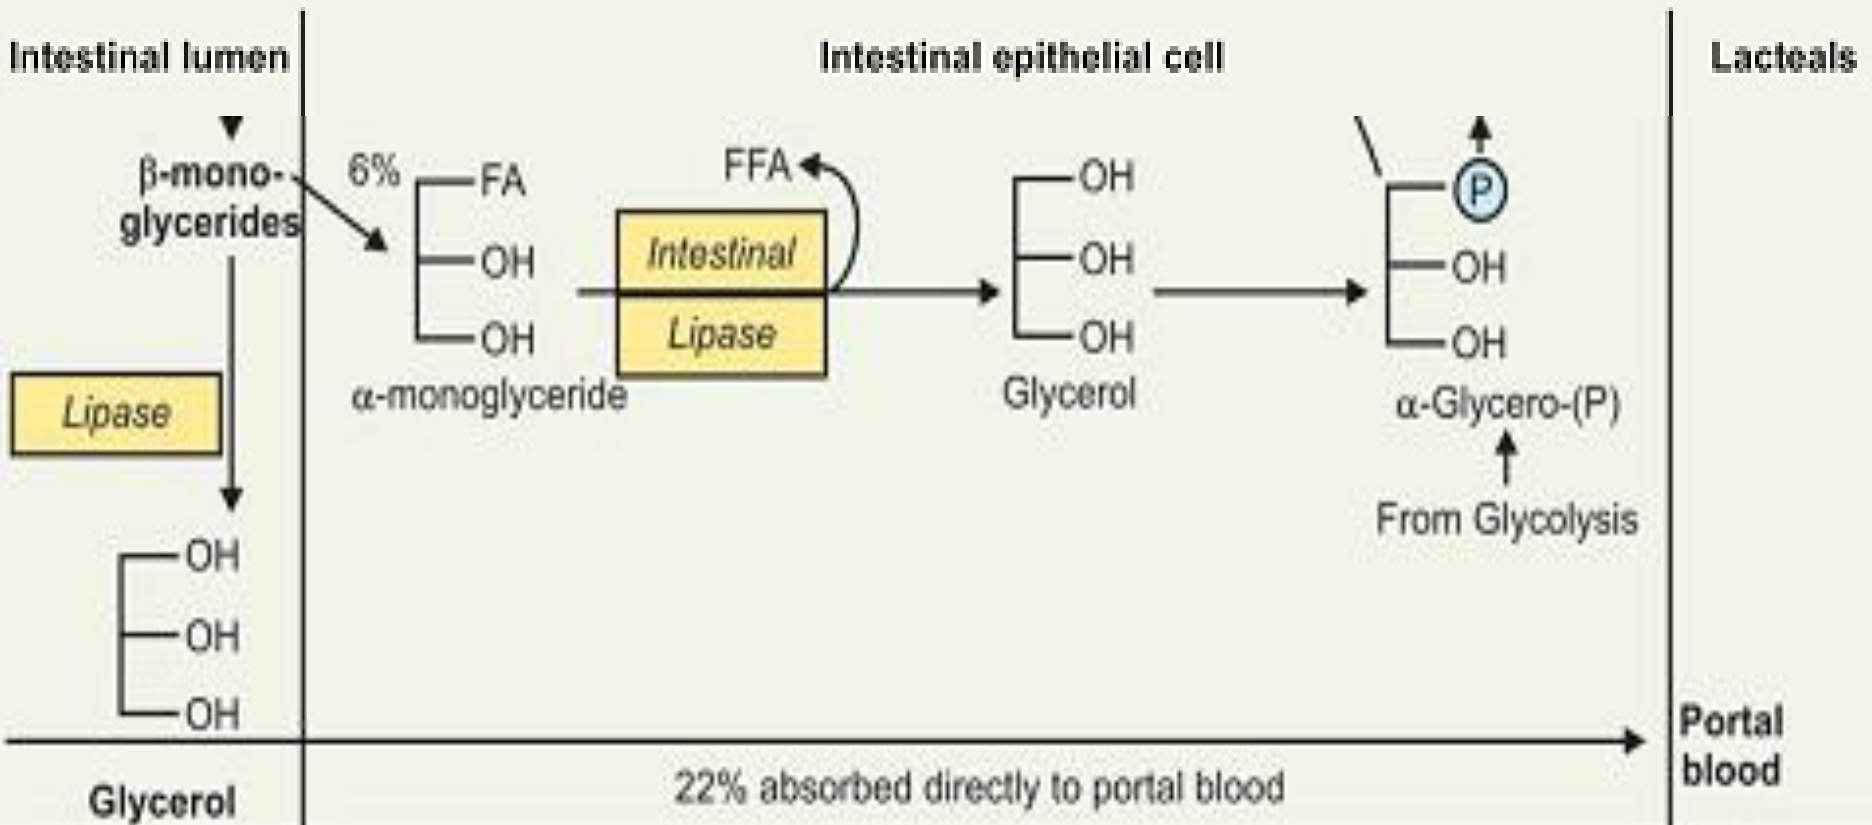 Intestinal lumen
Intestinal epithelial cell
Lacteals
β-mono-
glycerides
6%
FA
OH
OH
α-monoglyceride
FFA
Intestinal
Lipase
OH
OH
OH
Glycerol
P
OH
OH
α-Glycero-(P)
From Glycolysis
Lipase
OH
OH
OH
Glycerol
22% absorbed directly to portal blood
Portal
blood